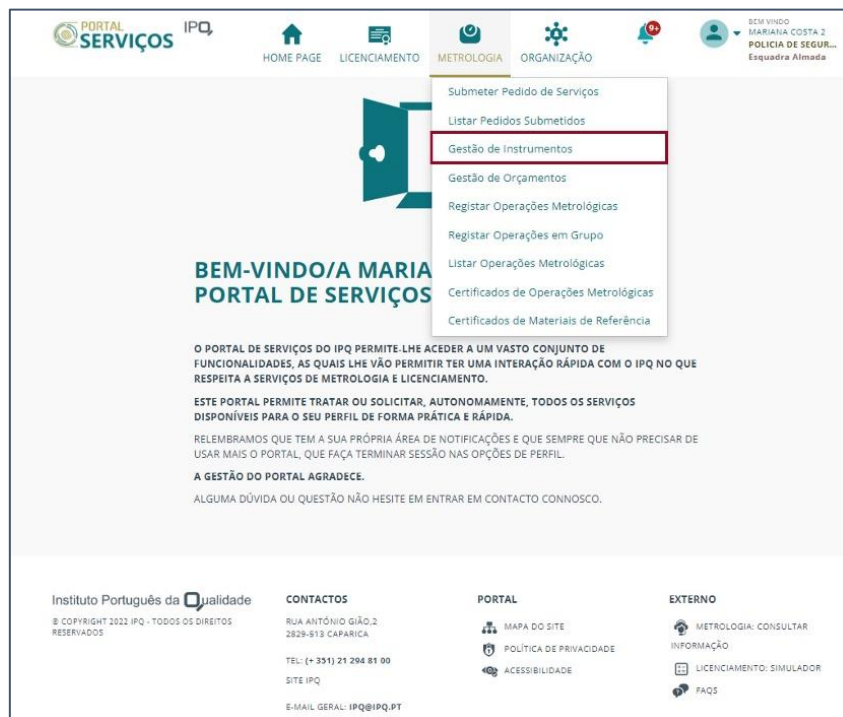 PORTAL
SERVIÇOS
IPQ
HOME PAGE
LICENCIAMENTO
METROLOGIA
ORGANIZAÇÃO
9+
BEM VINDO
MARIANA COSTA 2
POLICIA DE SEGUR...
Esquadra Almada
Submeter Pedido de Serviços
Listar Pedidos Submetidos
Gestão de Instrumentos
Gestão de Orçamentos
Registar Operações Metrológicas
Registar Operações em Grupo
Listar Operações Metrológicas
Certificados de Operações Metrológicas
Certificados de Materiais de Referência
BEM-VINDO/A MARIA
PORTAL DE SERVIÇOS
O PORTAL DE SERVIÇOS DO IPQ PERMITE-LHE ACEDER A UM VASTO CONJUNTO DE
FUNCIONALIDADES, AS QUAIS LHE VÃO PERMITIR TER UMA INTERAÇÃO RÁPIDA COM O IPQ NO QUE
RESPEITA A SERVIÇOS DE METROLOGIA E LICENCIAMENTO.
ESTE PORTAL PERMITE TRATAR OU SOLICITAR, AUTONOMAMENTE, TODOS OS SERVIÇOS
DISPONÍVEIS PARA O SEU PERFIL DE FORMA PRÁTICA E RÁPIDA.
RELEMBRAMOS QUE TEM A SUA PRÓPRIA ÁREA DE NOTIFICAÇÕES E QUE SEMPRE QUE NÃO PRECISAR DE
USAR MAIS O PORTAL, QUE FAÇA TERMINAR SESSÃO NAS OPÇÕES DE PERFIL.
A GESTÃO DO PORTAL AGRADECE.
ALGUMA DÚVIDA OU QUESTÃO NÃO HESITE EM ENTRAR EM CONTACTO CONNOSCO.
Instituto Português da Qualidade
© COPYRIGHT 2022 IPQ - TODOS OS DIREITOS
RESERVADOS
CONTACTOS
RUA ANTÓNIO GIÃO,2
2829-513 CAPARICA
TEL: (+ 351) 21 294 81 00
SITE IPQ
E-MAIL GERAL: IPQ@IPQ.PT
PORTAL
MAPA DO SITE
POLÍTICA DE PRIVACIDADE
ACESSIBILIDADE
EXTERNO
METROLOGIA: CONSULTAR
INFORMAÇÃO
LICENCIAMENTO: SIMULADOR
FAQS